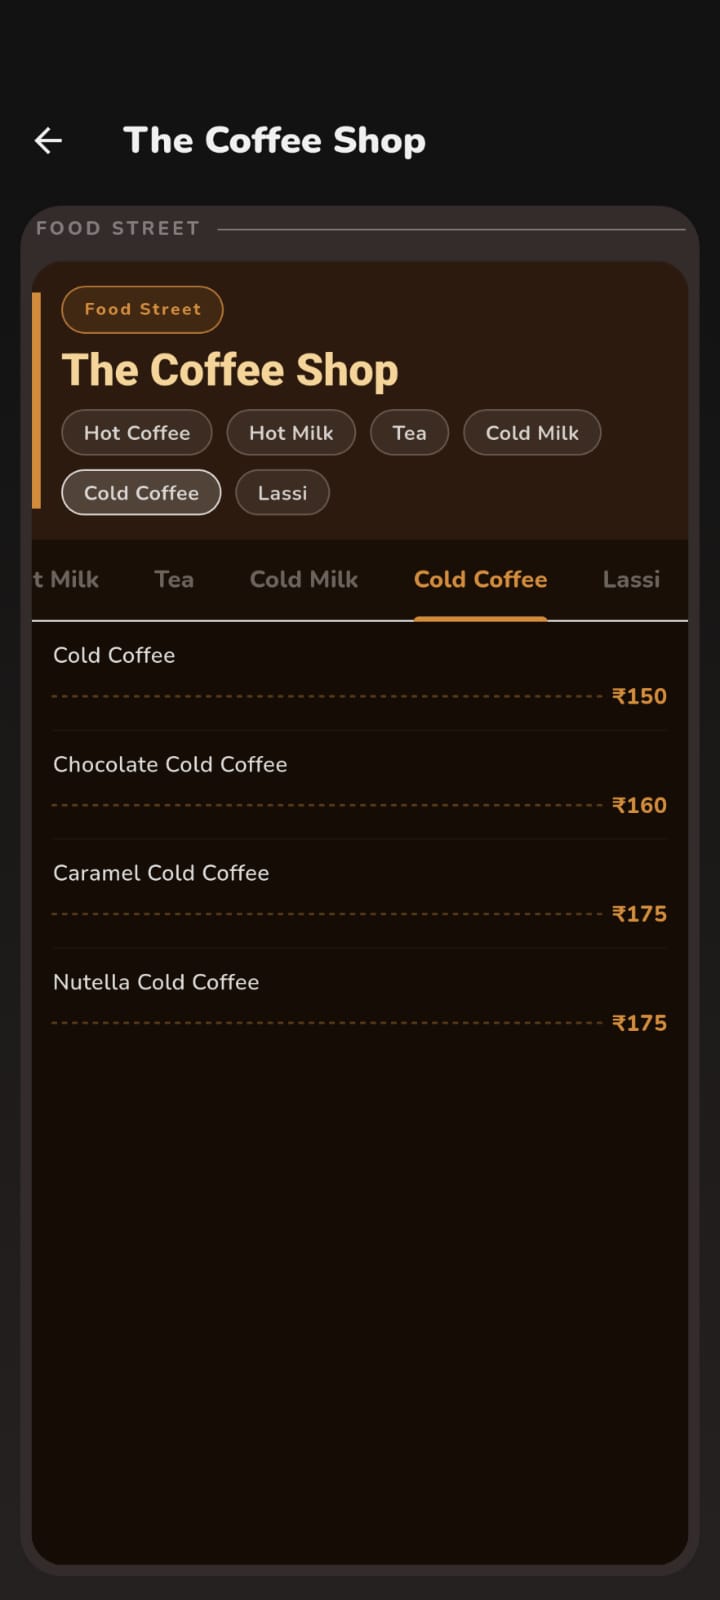 The Coffee Shop
FOOD STREET
Food Street
The Coffee Shop
Hot Coffee Hot Milk Tea Cold Milk
Cold Coffee Lassi
t Milk Tea Cold Milk Cold Coffee Lassi
Cold Coffee
₹150
Chocolate Cold Coffee
₹160
Caramel Cold Coffee
₹175
Nutella Cold Coffee
₹175